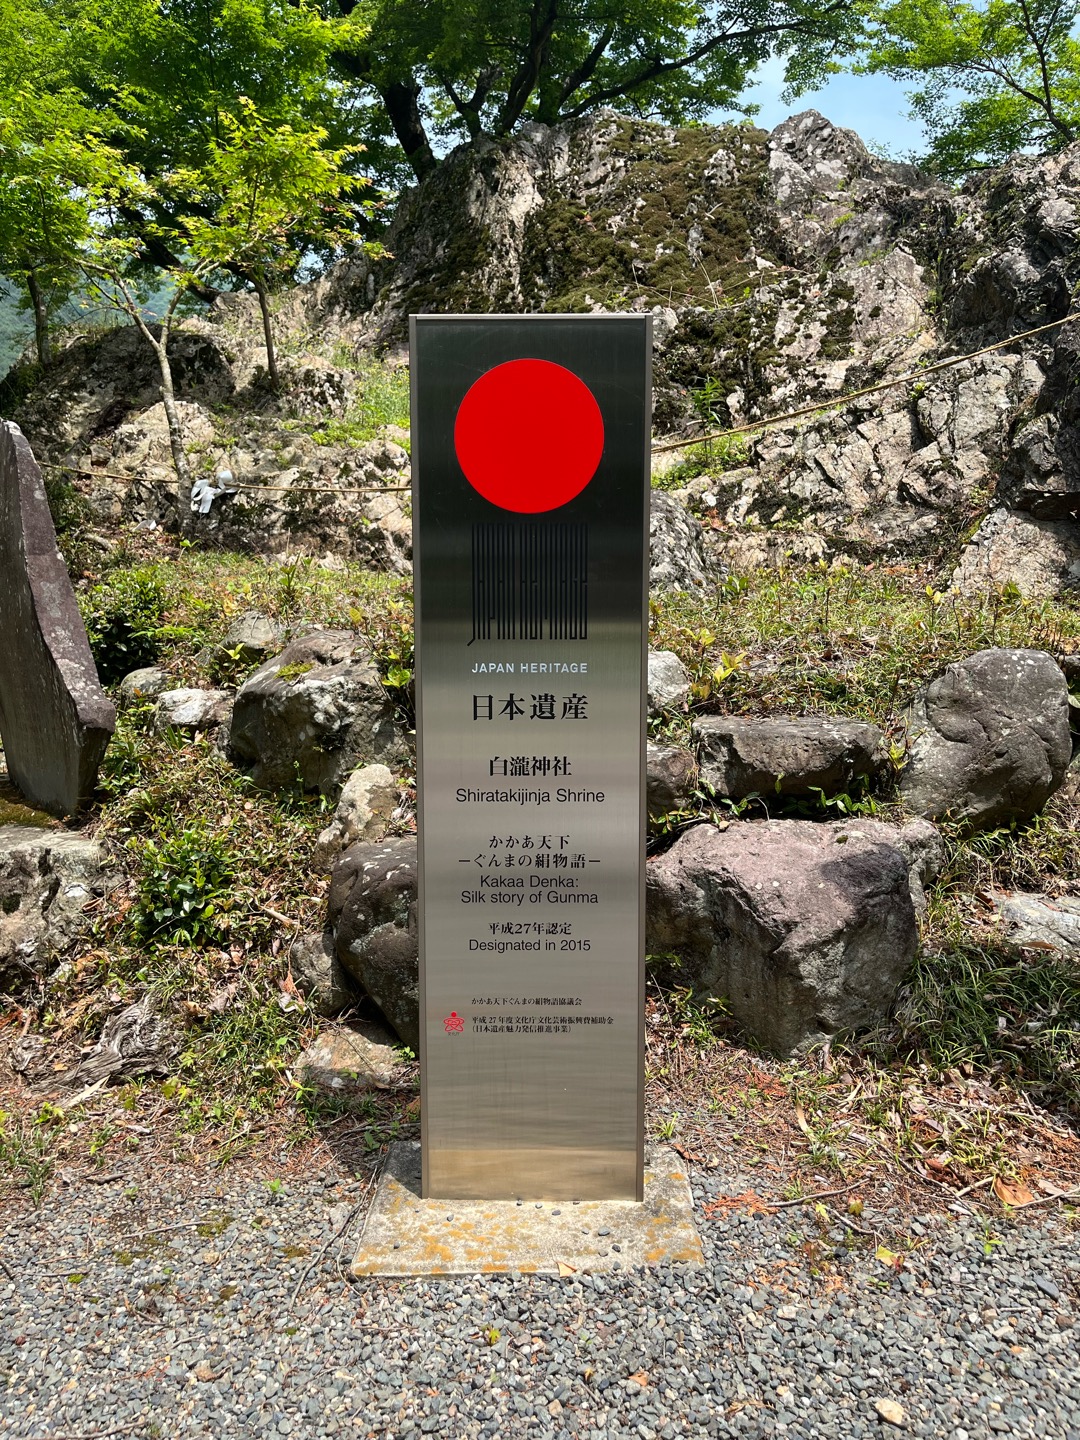 JAPAN HERITAGE
JAPAN HERITAGE
日本遺産
白瀧神社
Shiratakijinja Shrine
かかあ天下
−ぐんまの絹物語−
Kakaa Denka:
Silk story of Gunma
平成27年認定
Designated in 2015
かかあ天下ぐんまの絹物語協議会
平成 27 年度文化庁文化芸術振興費補助金
（日本遺産魅力発信推進事業）